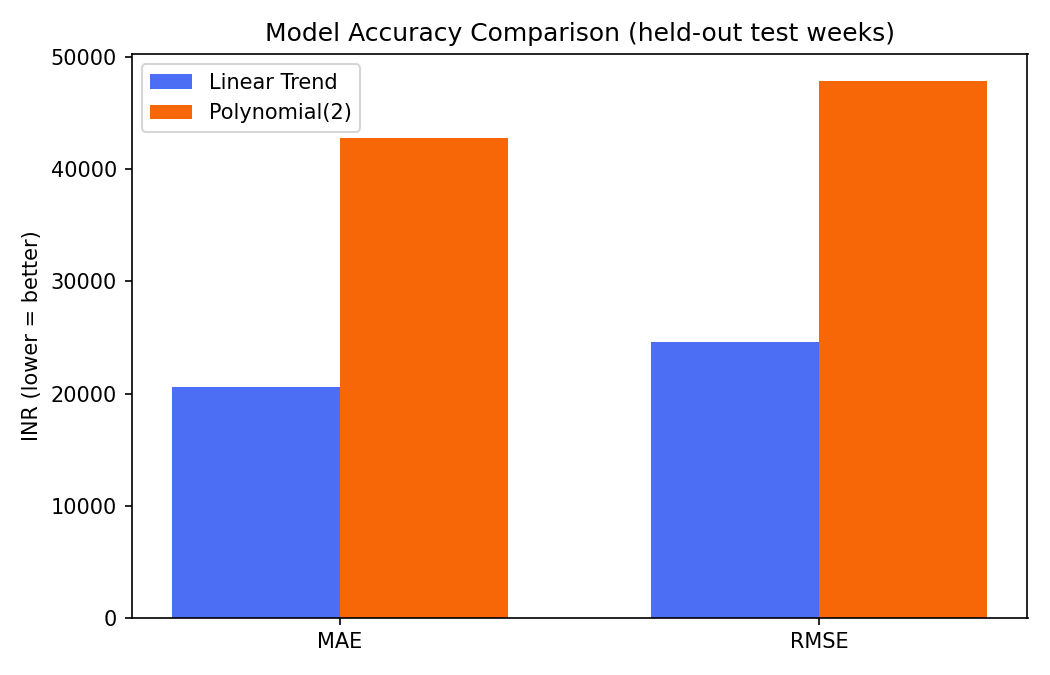 Model Accuracy Comparison (held-out test weeks)
Linear Trend
Polynomial(2)
INR (lower = better)
50000
40000
30000
20000
10000
0
MAE
RMSE